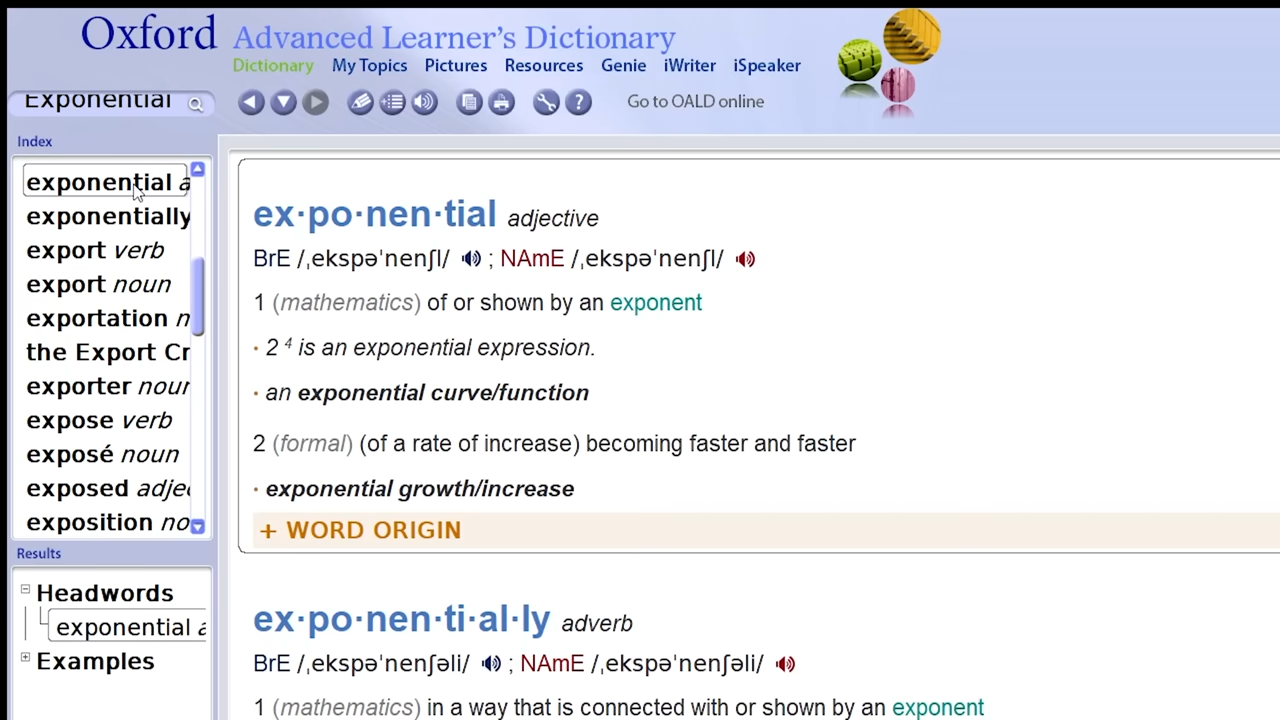 Oxford Advanced Learner's Dictionary
Dictionary My Topics Pictures Resources Genie iWriter iSpeaker
Exponential
Go to OALD online
Index
exponential a
exponentially
export verb
export noun
exportation n
the Export Cr
exporter noun
expose verb
exposé noun
exposed adjec
exposition no
Results
Headwords
exponential a
Examples
ex·po·nen·tial adjective
BrE /ˌekspəˈnenʃl/ ; NAmE /ˌekspəˈnenʃl/
1 (mathematics) of or shown by an exponent
· 2 ⁴ is an exponential expression.
· an exponential curve/function
2 (formal) (of a rate of increase) becoming faster and faster
· exponential growth/increase
+ WORD ORIGIN
ex·po·nen·ti·al·ly adverb
BrE /ˌekspəˈnenʃəli/ ; NAmE /ˌekspəˈnenʃəli/
1 (mathematics) in a way that is connected with or shown by an exponent